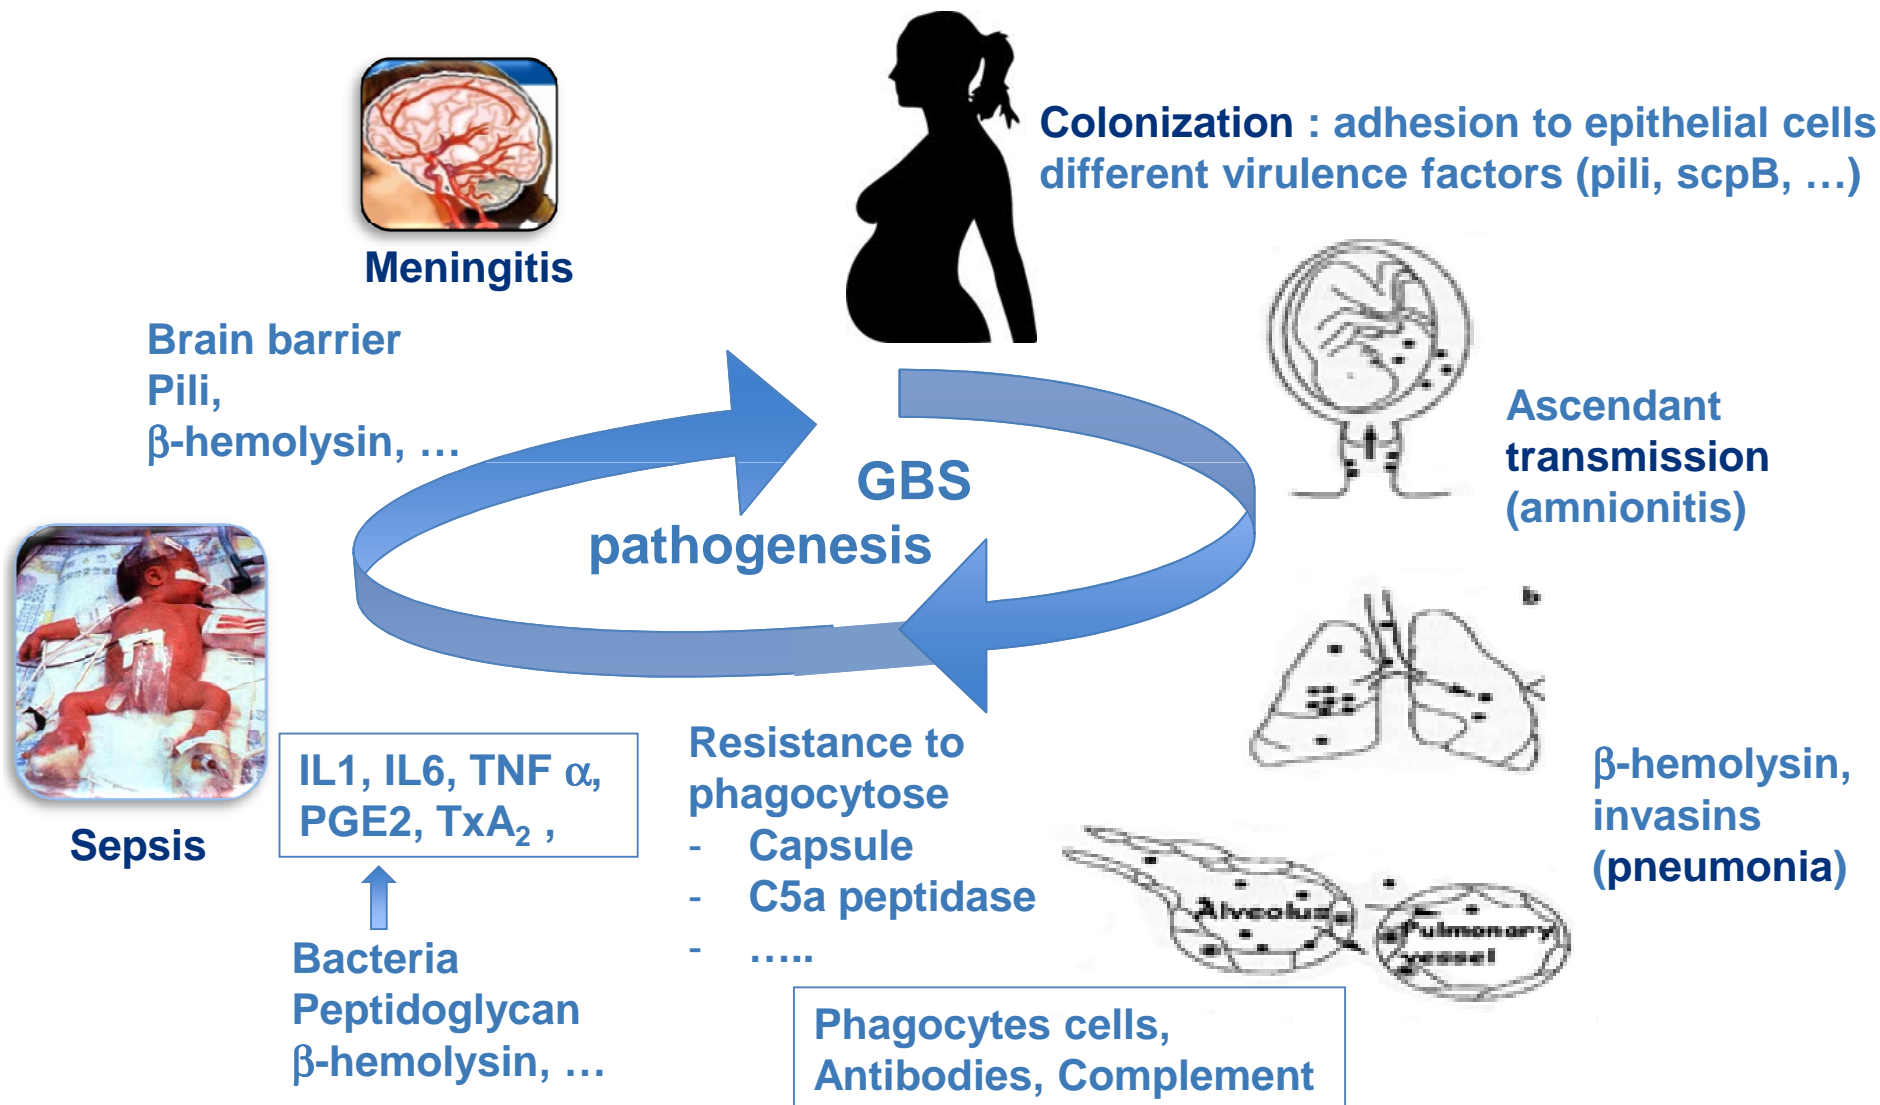 Colonization : adhesion to epithelial cells
different virulence factors (pili, scpB, …)
Meningitis
Brain barrier
Pili,
β-hemolysin, …
Ascendant
transmission
(amnionitis)
GBS
pathogenesis
b
β-hemolysin,
invasins
(pneumonia)
Alveolus
Pulmonary
vessel
Resistance to
phagocytose
- Capsule
- C5a peptidase
- …..
Phagocytes cells,
Antibodies, Complement
IL1, IL6, TNF α,
PGE2, TxA₂ ,
Bacteria
Peptidoglycan
β-hemolysin, …
Sepsis